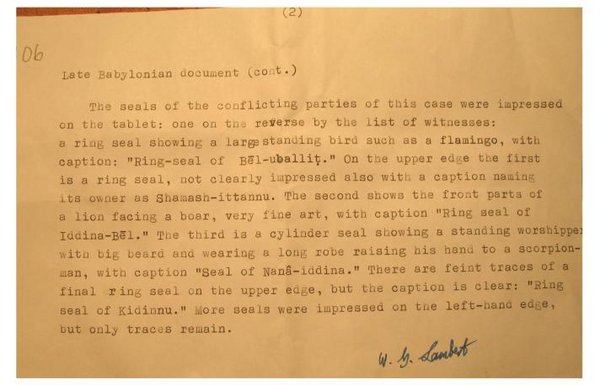 (2)
06
Late Babylonian document (cont.)
The seals of the conflicting parties of this case were impressed
on the tablet: one on the reverse by the list of witnesses:
a ring seal showing a large standing bird such as a flamingo, with
caption: "Ring-seal of Bēl-uballiṭ." On the upper edge the first
is a ring seal, not clearly impressed also with a caption naming
its owner as Shamash-ittannu. The second shows the front parts of
a lion facing a boar, very fine art, with caption "Ring seal of
Iddina-Bēl." The third is a cylinder seal showing a standing worshipper
with big beard and wearing a long robe raising his hand to a scorpion-
man, with caption "Seal of Nanâ-iddina." There are feint traces of a
final ring seal on the upper edge, but the caption is clear: "Ring
seal of Kidinnu." More seals were impressed on the left-hand edge,
but only traces remain.
W. G. Lambert